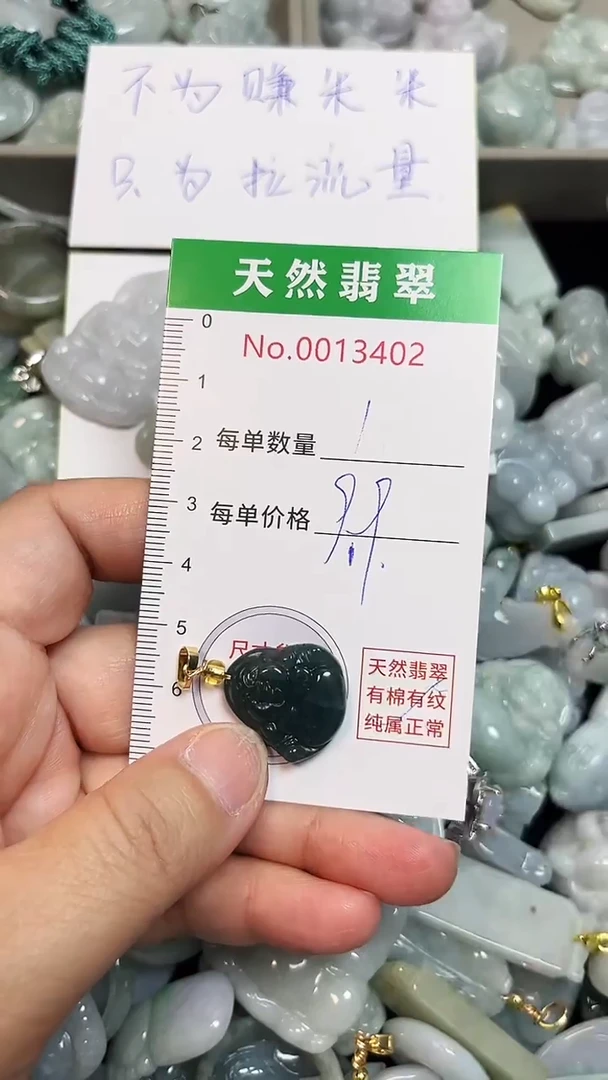 不为赚米米
只为拉流量
天然翡翠
No.0013402
0
1
2
3
4
5
6
每单数量 1
每单价格 99
天然翡翠
有棉有纹
纯属正常